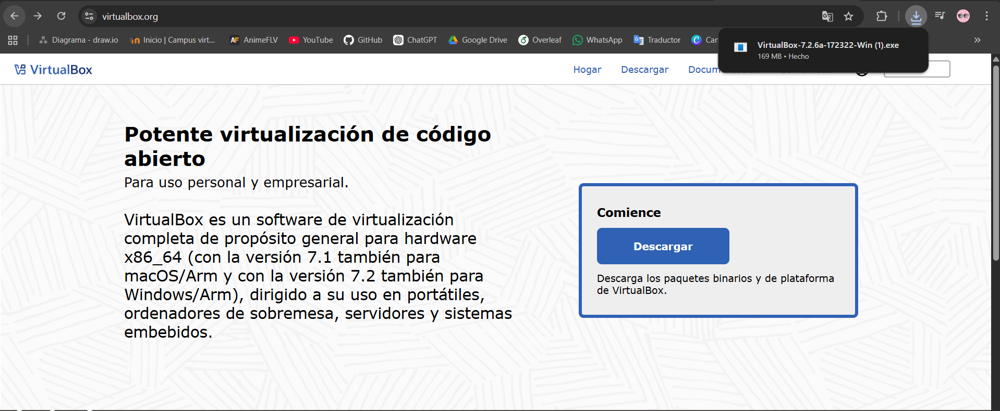 virtualbox.org
Diagrama - draw.io
Inicio | Campus virt...
AnimeFLV
YouTube
GitHub
ChatGPT
Google Drive
Overleaf
WhatsApp
Traductor
VirtualBox-7.2.6a-172322-Win (1).exe
169 MB • Hecho
VirtualBox
Hogar
Descargar
Potente virtualización de código
abierto
Para uso personal y empresarial.
VirtualBox es un software de virtualización
completa de propósito general para hardware
x86_64 (con la versión 7.1 también para
macOS/Arm y con la versión 7.2 también para
Windows/Arm), dirigido a su uso en portátiles,
ordenadores de sobremesa, servidores y sistemas
embebidos.
Comience
Descargar
Descarga los paquetes binarios y de plataforma
de VirtualBox.